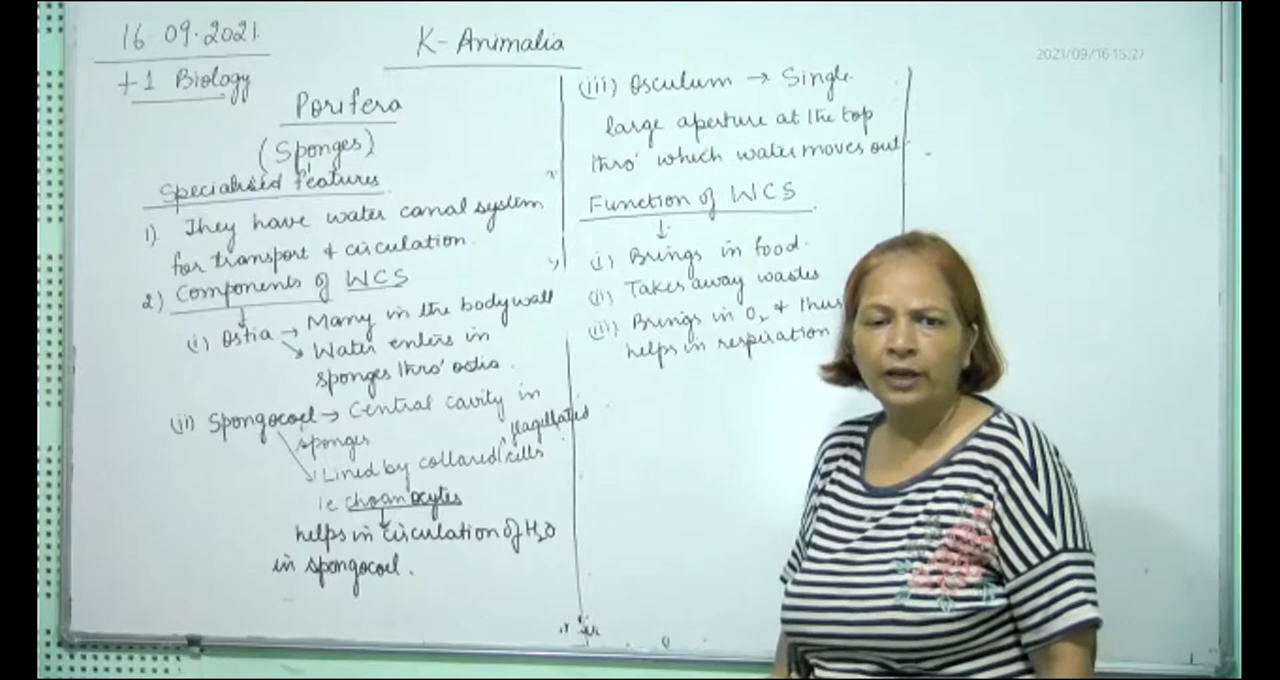 16.09.2021
+1 Biology
K-Animalia
2021/09/16 15:27
Porifera
(Sponges)
Specialised features
1) They have water canal system
for transport & circulation.
2) Components of WCS
(i) Ostia → Many in the bodywall
↘ Water enters in
sponges thro' ostia.
(ii) Spongocoel → Central cavity in
sponges
flagellated
Lined by collared ^ cells
ie choanocytes
helps in circulation of H2O
in spongocoel.
(iii) Osculum → Single
large aperture at the top
thro' which water moves out.
Function of WCS
↓
(i) Brings in food.
(ii) Takes away wastes
(iii) Brings in O2 & thus
helps in respiration